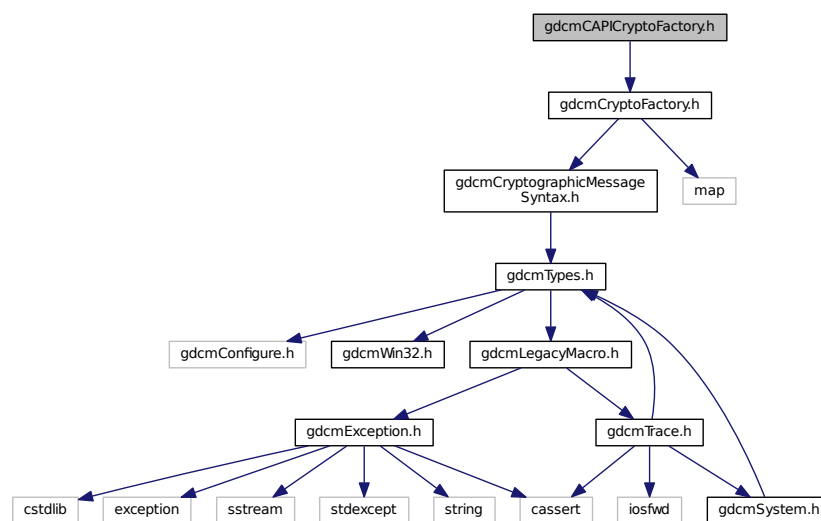 gdcmCAPICryptoFactory.h
gdcmCryptoFactory.h
gdcmCryptographicMessage
Syntax.h
map
gdcmTypes.h
gdcmConfigure.h
gdcmWin32.h
gdcmLegacyMacro.h
gdcmException.h
gdcmTrace.h
cstdlib
exception
sstream
stdexcept
string
cassert
iosfwd
gdcmSystem.h